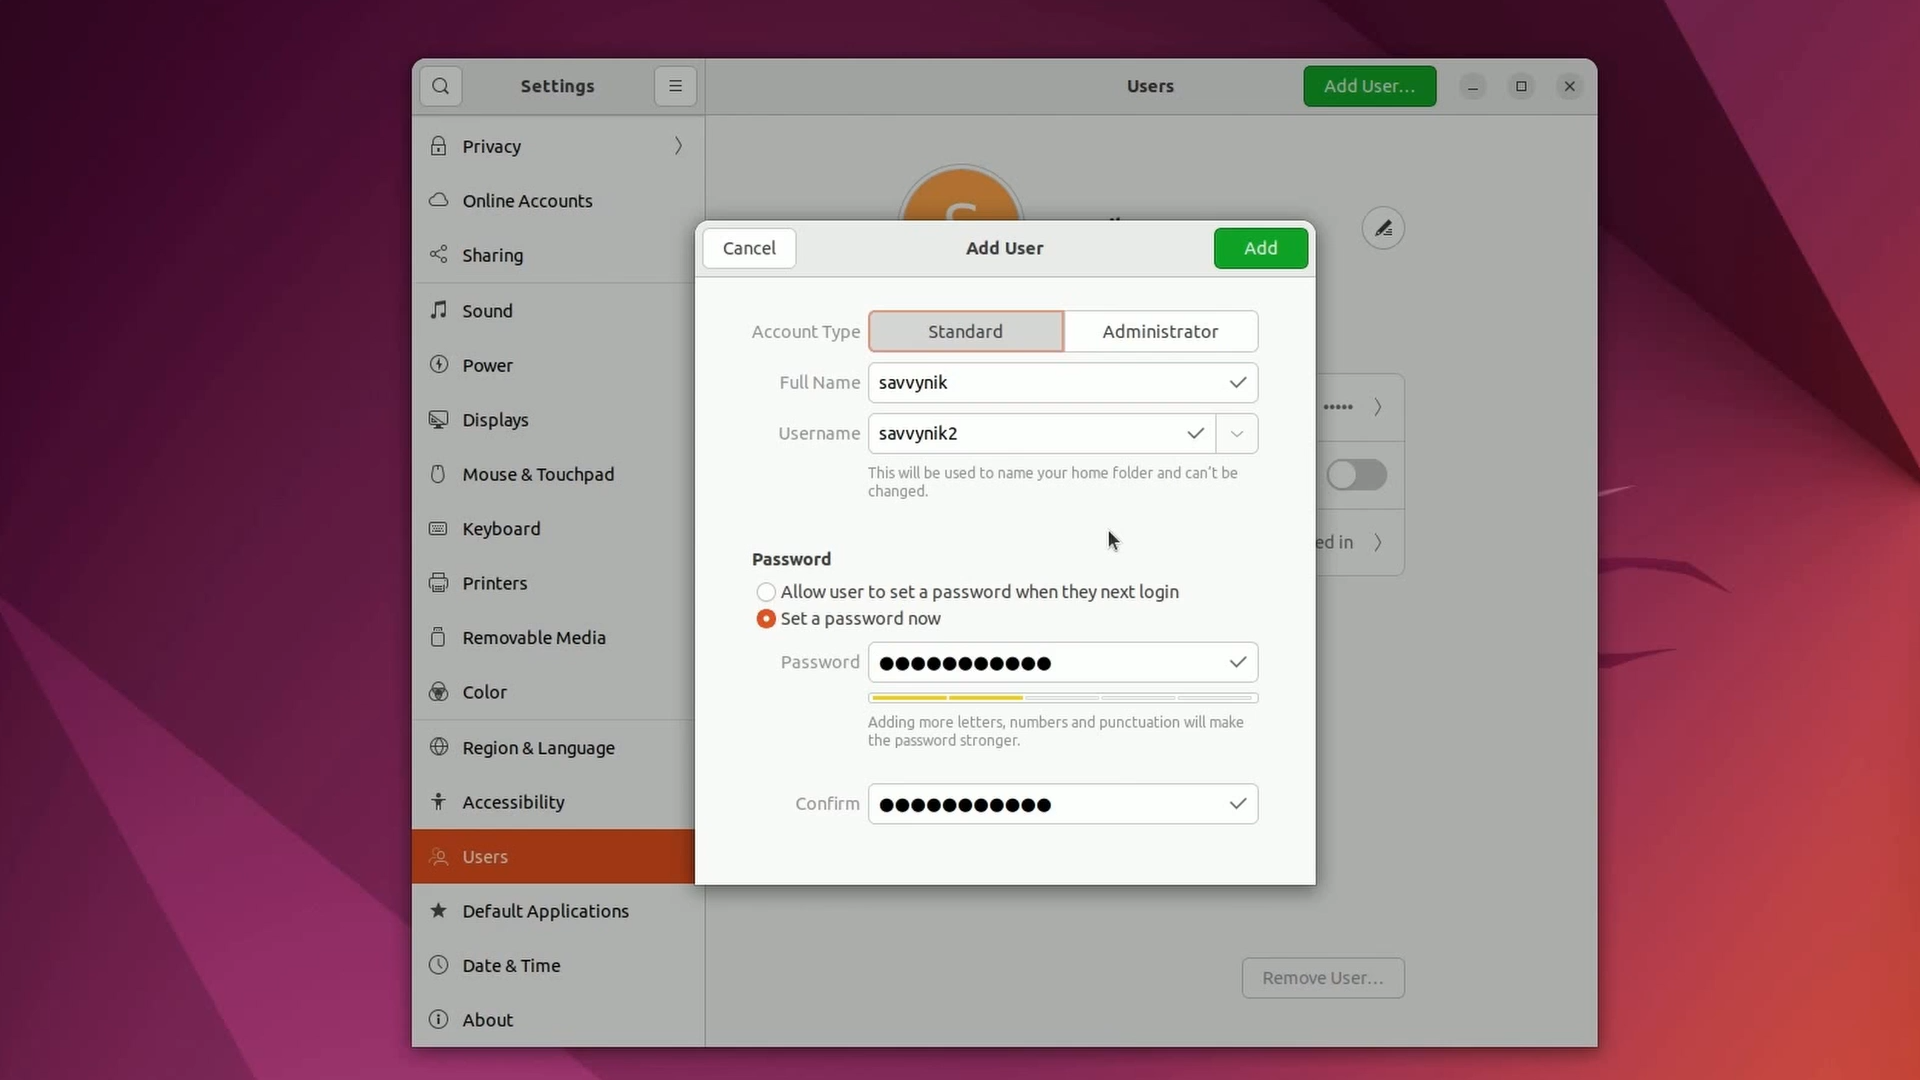 Settings
Users
Add User...
Privacy
Online Accounts
Sharing
Sound
Power
Displays
Mouse & Touchpad
Keyboard
Printers
Removable Media
Color
Region & Language
Accessibility
Users
Default Applications
Date & Time
About
Cancel
Add User
Add
Account Type
Standard
Administrator
Full Name
savvynik
Username
savvynik2
This will be used to name your home folder and can't be
changed.
Password
Allow user to set a password when they next login
Set a password now
Password
●●●●●●●●●●●
Adding more letters, numbers and punctuation will make
the password stronger.
Confirm
●●●●●●●●●●●
•••••
ed in
Remove User...